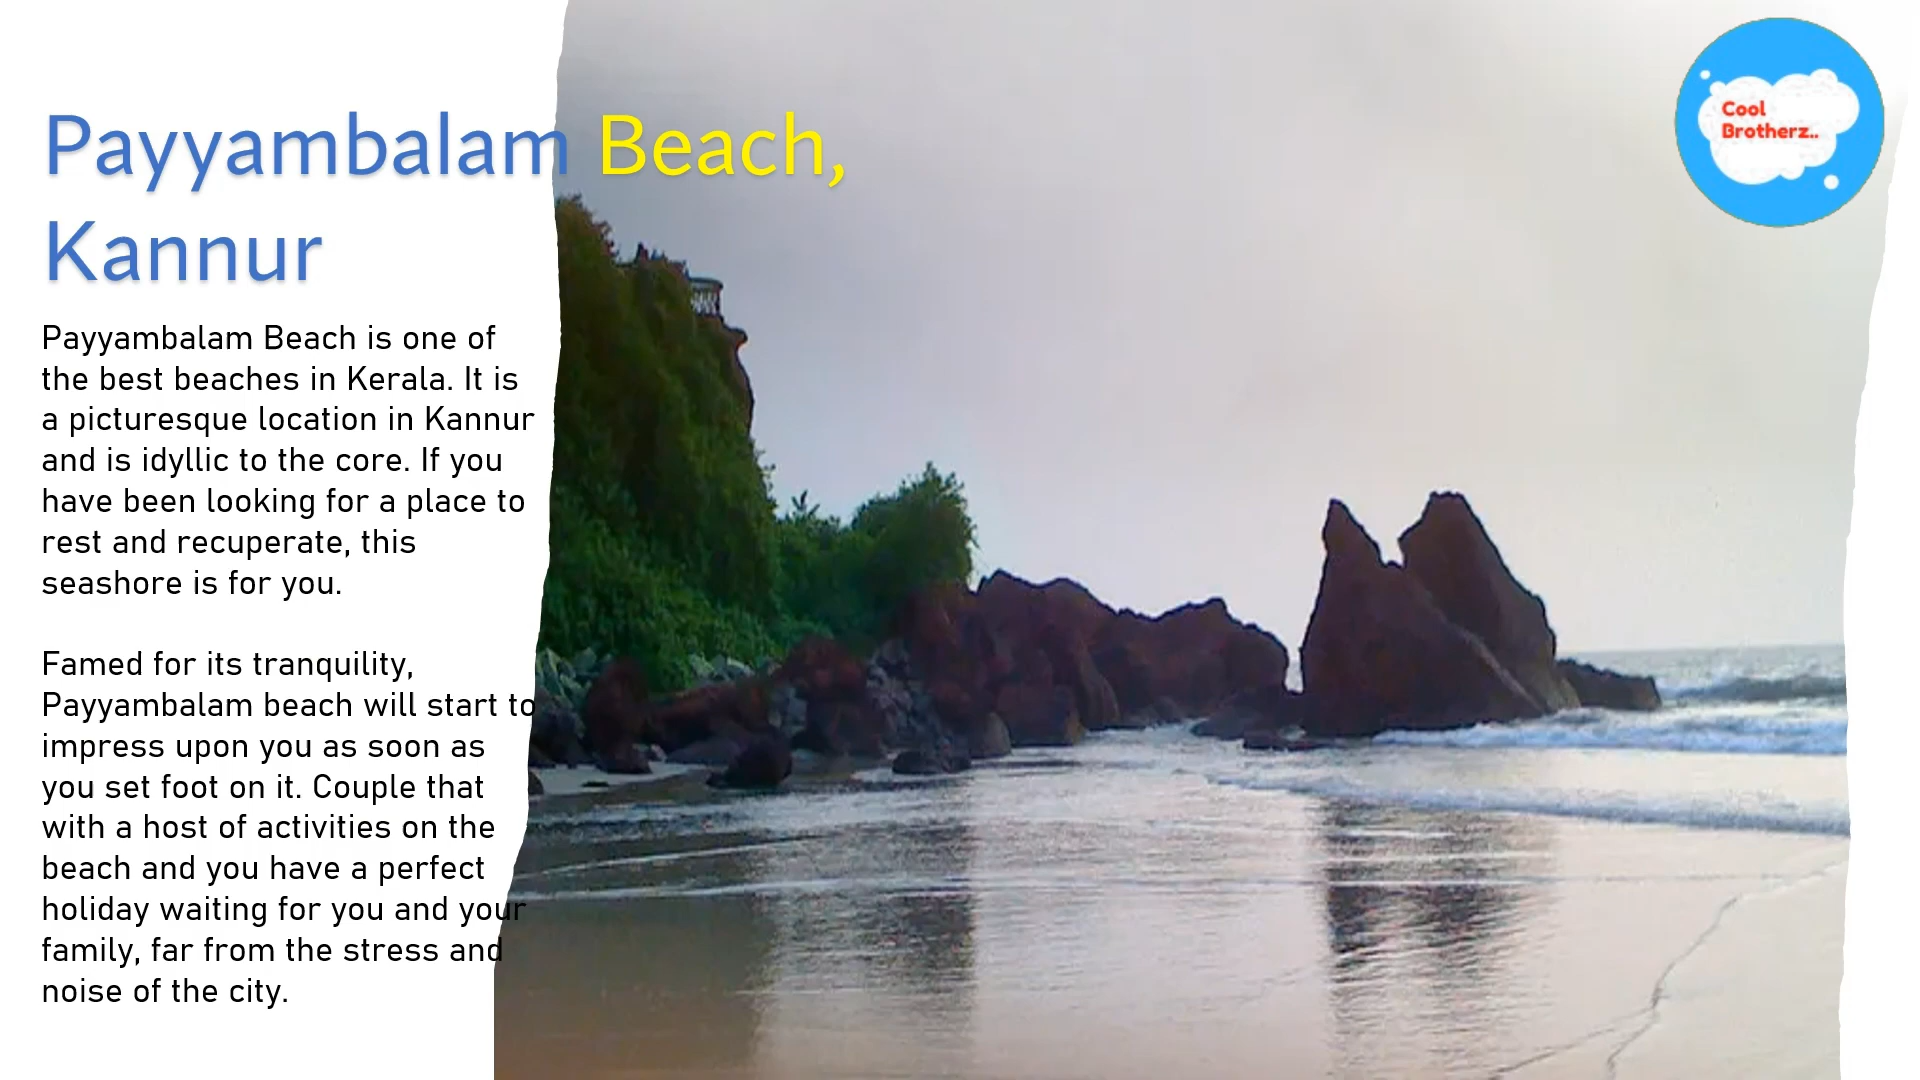 Payyambalam Beach,
Kannur
Payyambalam Beach is one of
the best beaches in Kerala. It is
a picturesque location in Kannur
and is idyllic to the core. If you
have been looking for a place to
rest and recuperate, this
seashore is for you.
Famed for its tranquility,
Payyambalam beach will start to
impress upon you as soon as
you set foot on it. Couple that
with a host of activities on the
beach and you have a perfect
holiday waiting for you and your
family, far from the stress and
noise of the city.
Cool
Brotherz..